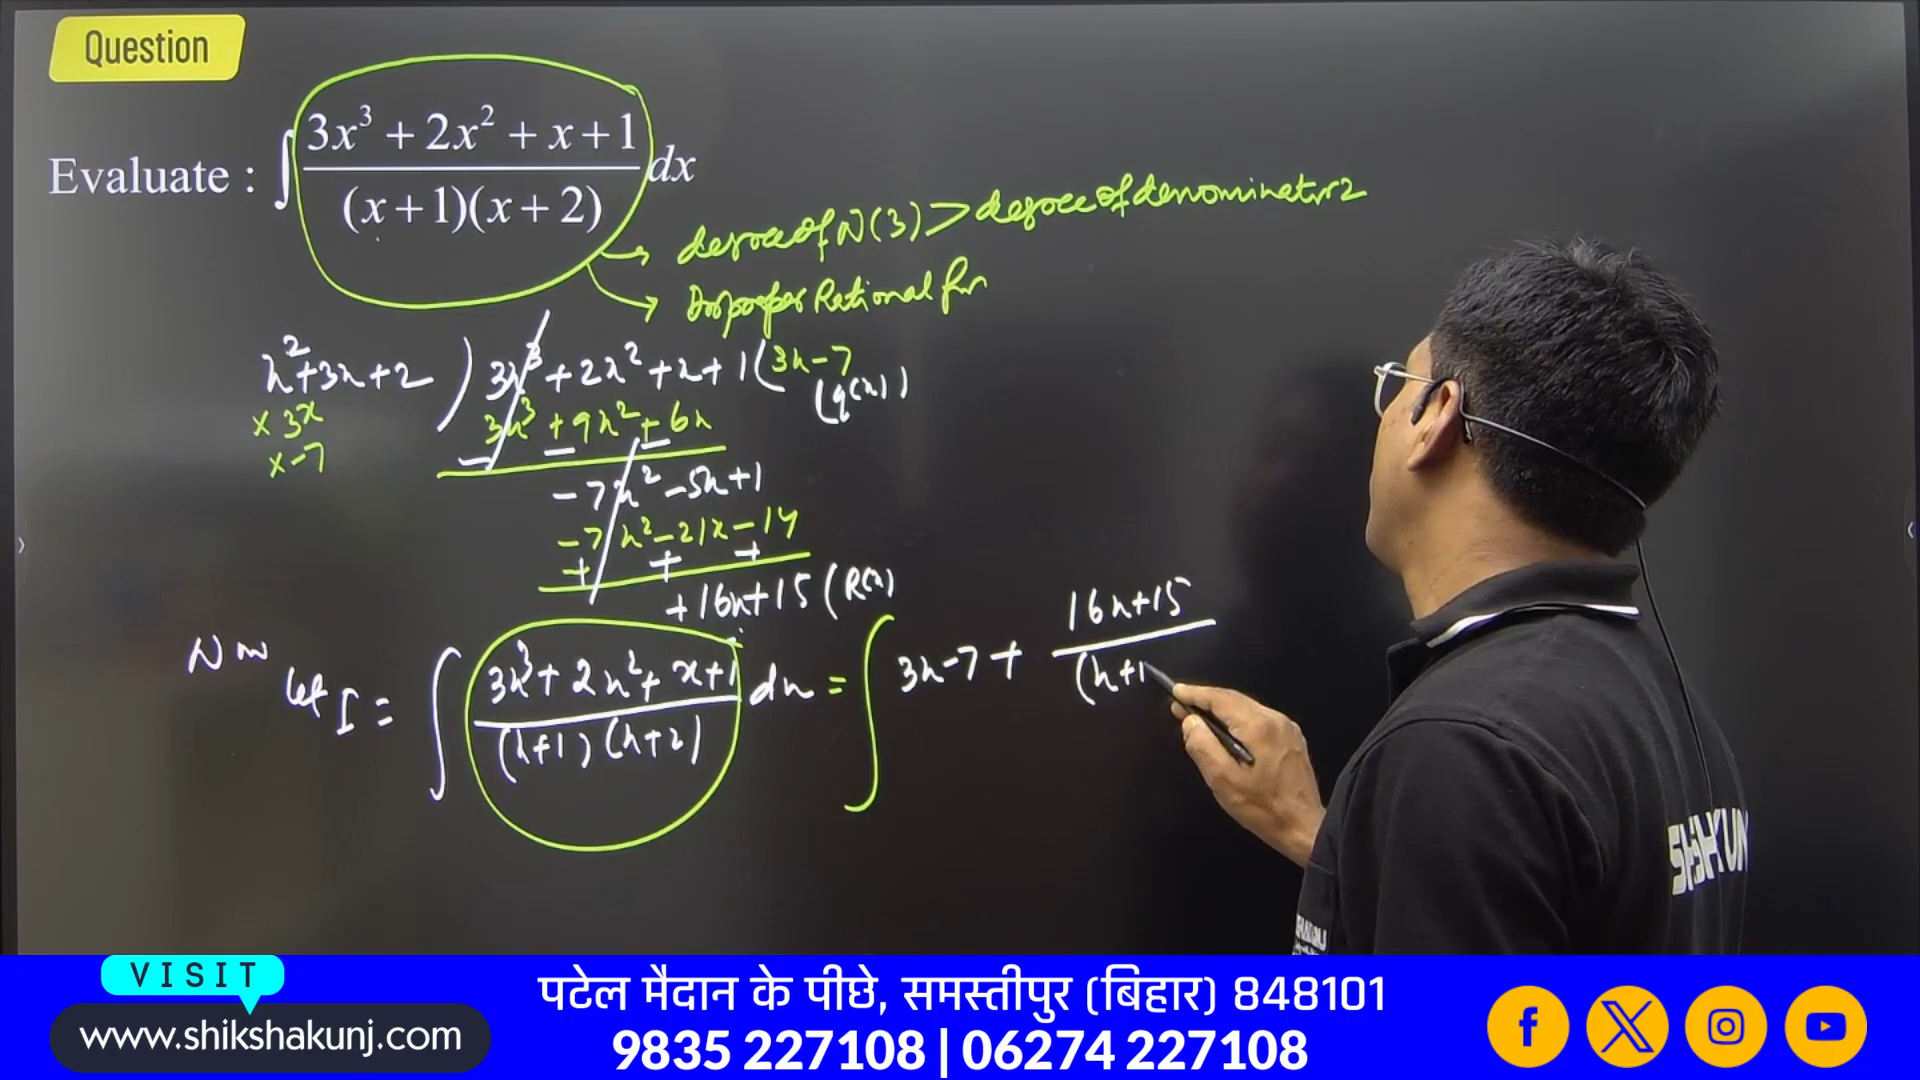 Question
Evaluate : ∫ (3x³ + 2x² + x + 1)/((x + 1)(x + 2)) dx
→ degree of N(3) > degree of denominator 2
→ Improper Rational fn
x²+3x+2 ) 3x³ + 2x² + x + 1 ( 3x-7
(q(x))
× 3x 3x³ + 9x² + 6x
× -7
- - -
-7x² -5x+1
-7x² -21x -14
+ + +
+16x+15 (R(x)
Now
let I = ∫ (3x³ + 2x² + x+1)/((x+1)(x+2)) dx = ∫ 3x-7 + (16x+15)/(x+1
VISIT
www.shikshakunj.com
पटेल मैदान के पीछे, समस्तीपुर (बिहार) 848101
9835 227108 | 06274 227108